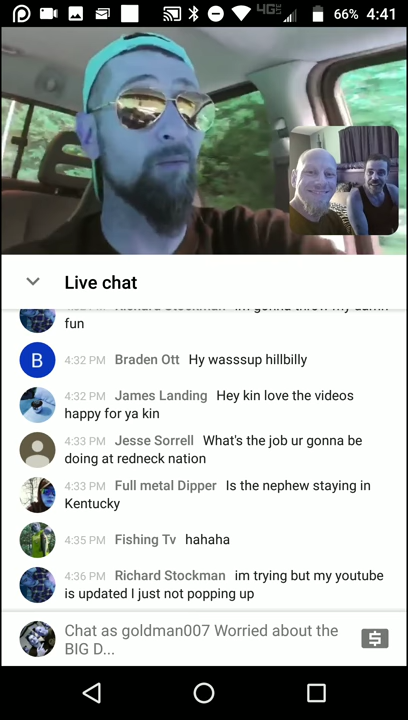 4G 66% 4:41
Live chat
fun
B 4:32 PM Braden Ott Hy wasssup hillbilly
4:32 PM James Landing Hey kin love the videos
happy for ya kin
4:33 PM Jesse Sorrell What's the job ur gonna be
doing at redneck nation
4:33 PM Full metal Dipper Is the nephew staying in
Kentucky
4:35 PM Fishing Tv hahaha
4:36 PM Richard Stockman im trying but my youtube
is updated I just not popping up
Chat as goldman007 Worried about the
BIG D...